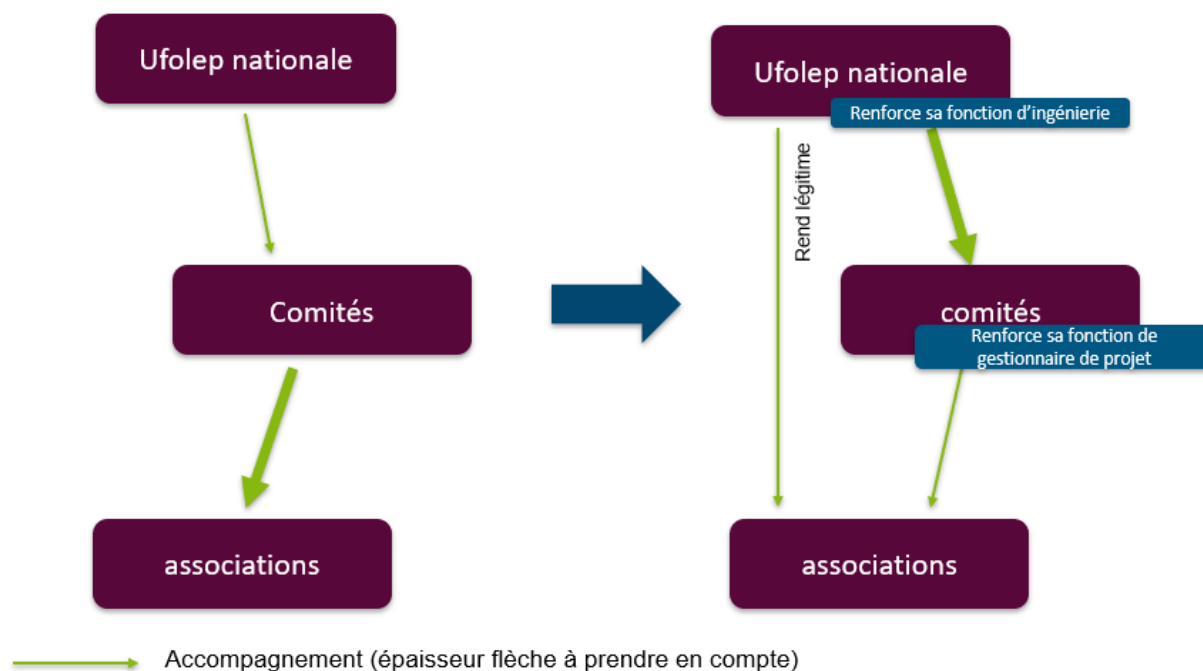 Ufolep nationale
Comités
associations
Ufolep nationale
Renforce sa fonction d'ingénierie
Rend légitime
comités
Renforce sa fonction de
gestionnaire de projet
associations
Accompagnement (épaisseur flèche à prendre en compte)